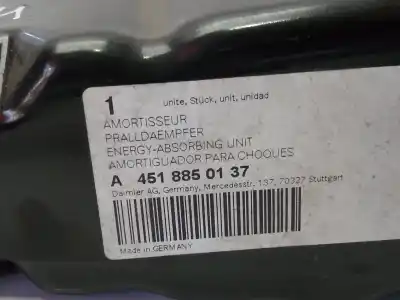 1 unite, Stück, unit, unidad
AMORTISSEUR
PRALLDAEMPFER
ENERGY-ABSORBING UNIT
AMORTIGUADOR PARA CHOQUES
A 451 885 01 37
Daimler AG, Germany, Mercedesstr. 137, 70327 Stuttgart
Made in GERMANY